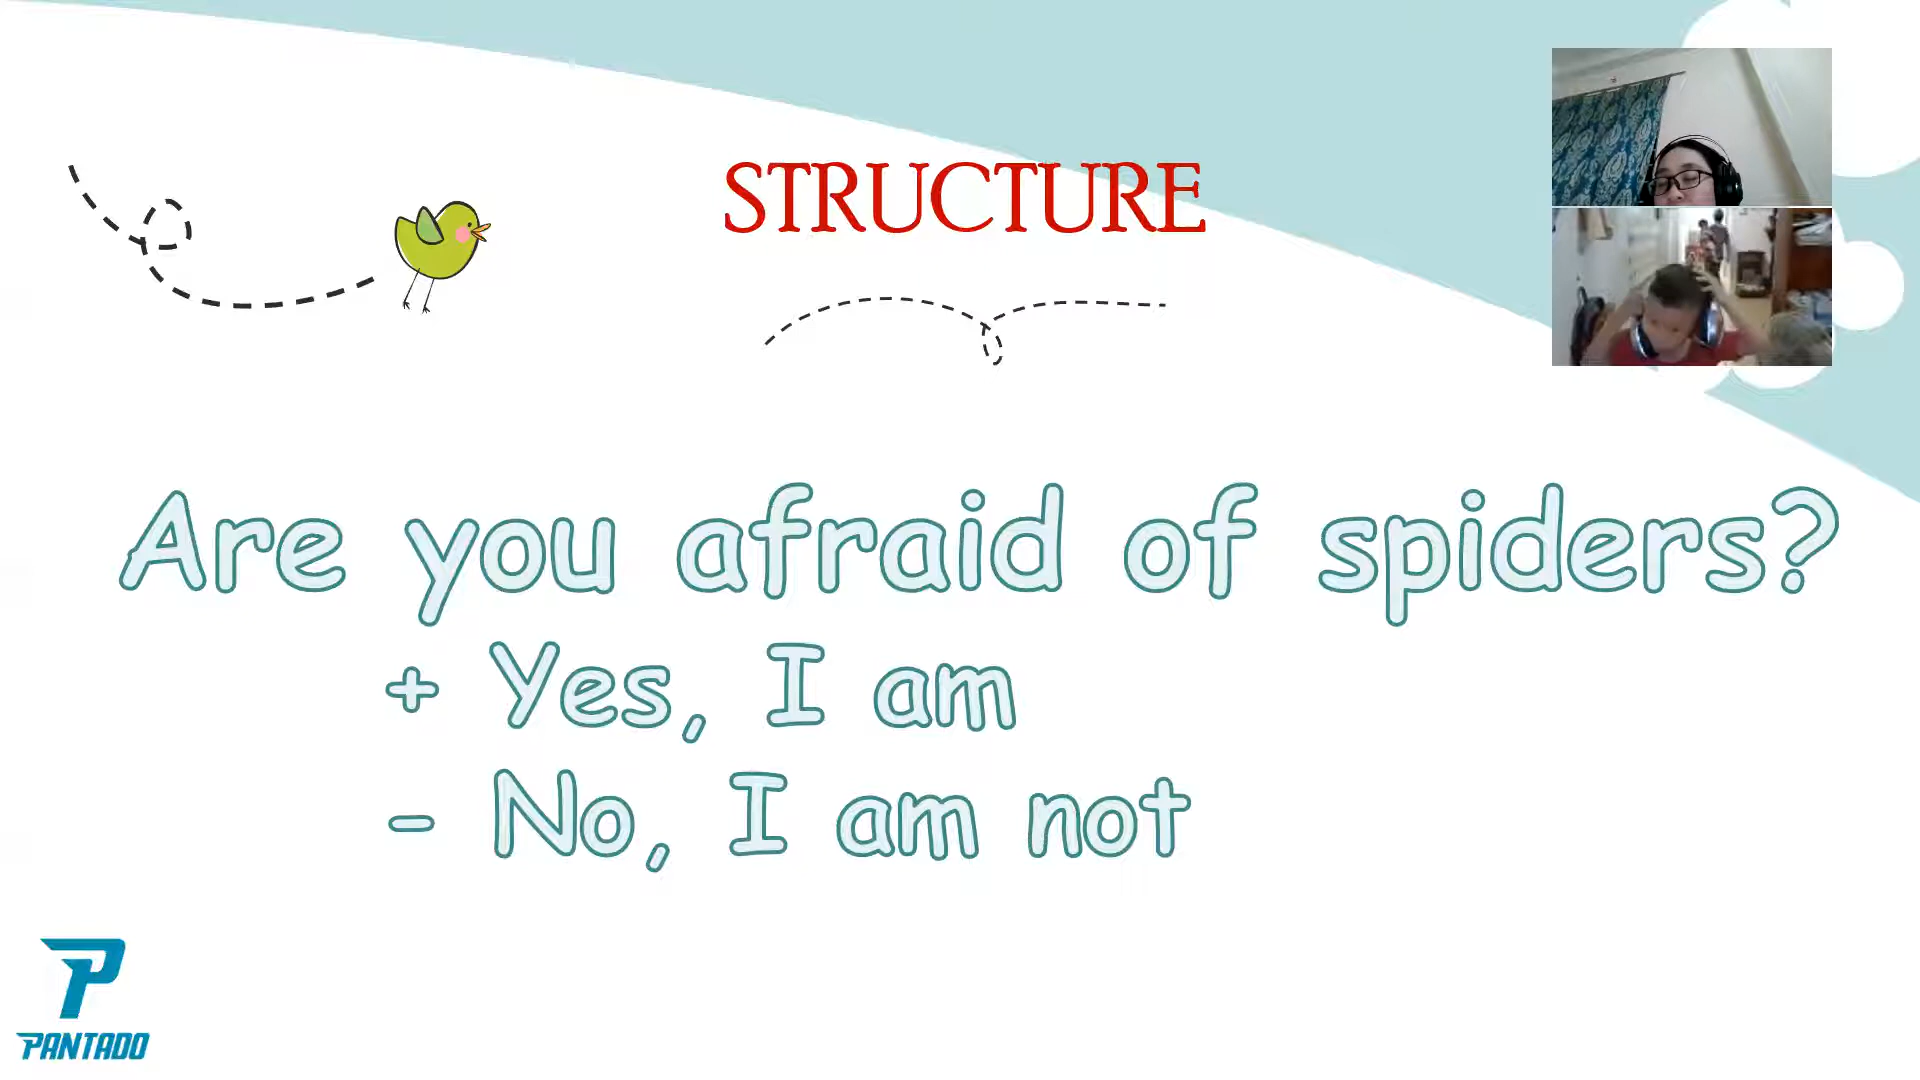 STRUCTURE
Are you afraid of spiders?
+ Yes, I am
- No, I am not
PANTADO